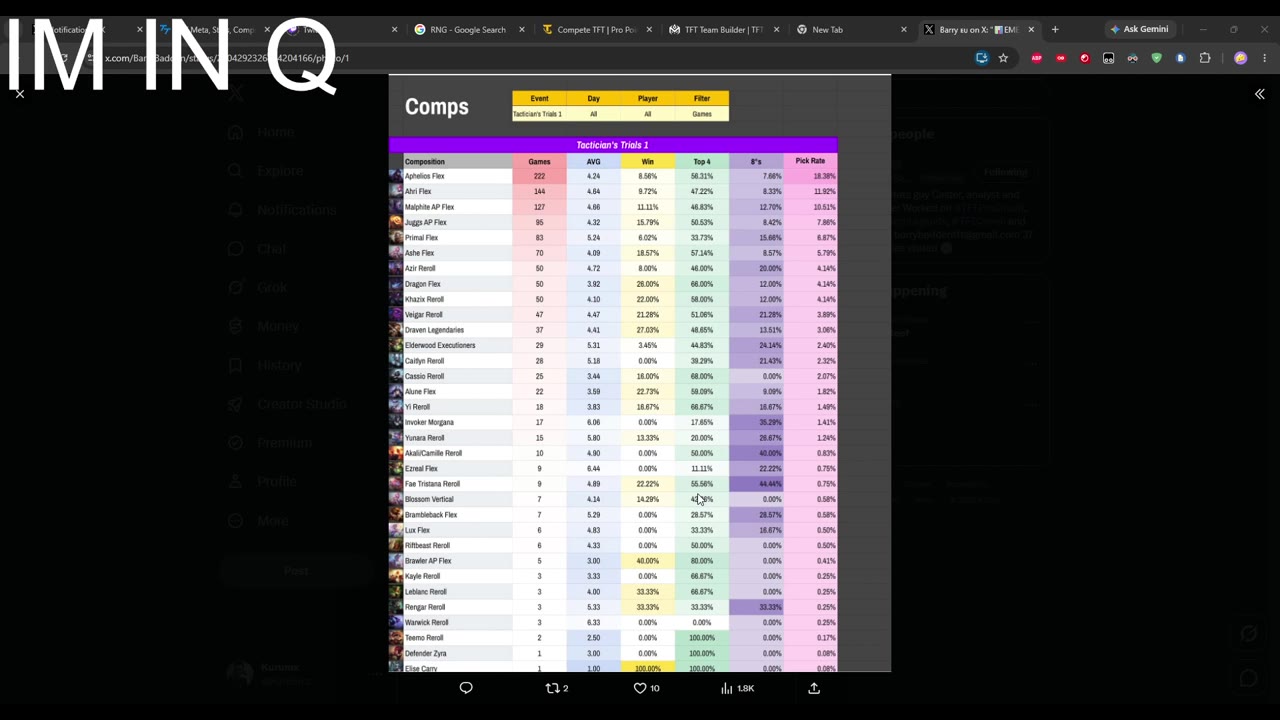 IM IN Q
Meta, Stats, Comp
RNG - Google Search
Compete TFT | Pro Po
TFT Team Builder | TFT
New Tab
Barry on X: "
Ask Gemini
Comps
Event Day Player Filter
Tactician's Trials 1 All All Games
Tactician's Trials 1
Composition Games AVG Win Top 4 8°s Pick Rate
Aphelios Flex 222 4.24 8.56% 56.31% 7.66% 18.38%
Ahri Flex 144 4.64 9.72% 47.22% 8.33% 11.92%
Malphite AP Flex 127 4.66 11.11% 46.83% 12.70% 10.51%
Juggs AP Flex 95 4.32 15.79% 50.53% 8.42% 7.86%
Primal Flex 83 5.24 6.02% 33.73% 15.66% 6.87%
Ashe Flex 70 4.09 18.57% 57.14% 8.57% 5.79%
Azir Reroll 50 4.72 8.00% 46.00% 20.00% 4.14%
Dragon Flex 50 3.92 26.00% 66.00% 12.00% 4.14%
Khazix Reroll 50 4.10 22.00% 58.00% 12.00% 4.14%
Veigar Reroll 47 4.47 21.28% 51.06% 21.28% 3.89%
Draven Legendaries 37 4.41 27.03% 48.65% 13.51% 3.06%
Elderwood Executioners 29 5.31 3.45% 44.83% 24.14% 2.40%
Caitlyn Reroll 28 5.18 0.00% 39.29% 21.43% 2.32%
Cassio Reroll 25 3.44 16.00% 68.00% 0.00% 2.07%
Alune Flex 22 3.59 22.73% 59.09% 9.09% 1.82%
Yi Reroll 18 3.83 16.67% 66.67% 16.67% 1.49%
Invoker Morgana 17 6.06 0.00% 17.65% 35.29% 1.41%
Yunara Reroll 15 5.80 13.33% 20.00% 26.67% 1.24%
Akali/Camille Reroll 10 4.90 0.00% 50.00% 40.00% 0.83%
Ezreal Flex 9 6.44 0.00% 11.11% 22.22% 0.75%
Fae Tristana Reroll 9 4.89 22.22% 55.56% 44.44% 0.75%
Blossom Vertical 7 4.14 14.29% 0.00% 0.58%
Brambleback Flex 7 5.29 0.00% 28.57% 28.57% 0.58%
Lux Flex 6 4.83 0.00% 33.33% 16.67% 0.50%
Riftbeast Reroll 6 4.33 0.00% 50.00% 0.00% 0.50%
Brawler AP Flex 5 3.00 40.00% 80.00% 0.00% 0.41%
Kayle Reroll 3 3.33 0.00% 66.67% 0.00% 0.25%
Leblanc Reroll 3 4.00 33.33% 66.67% 0.00% 0.25%
Rengar Reroll 3 5.33 33.33% 33.33% 33.33% 0.25%
Warwick Reroll 3 6.33 0.00% 0.00% 0.00% 0.25%
Teemo Reroll 2 2.50 0.00% 100.00% 0.00% 0.17%
Defender Zyra 1 3.00 0.00% 100.00% 0.00% 0.08%
Elise Carry 1 1.00 100.00% 100.00% 0.00% 0.08%
Home
Explore
Notifications
Chat
Grok
Money
History
Creator Studio
Premium
Profile
More
Post
2
10
1.8K